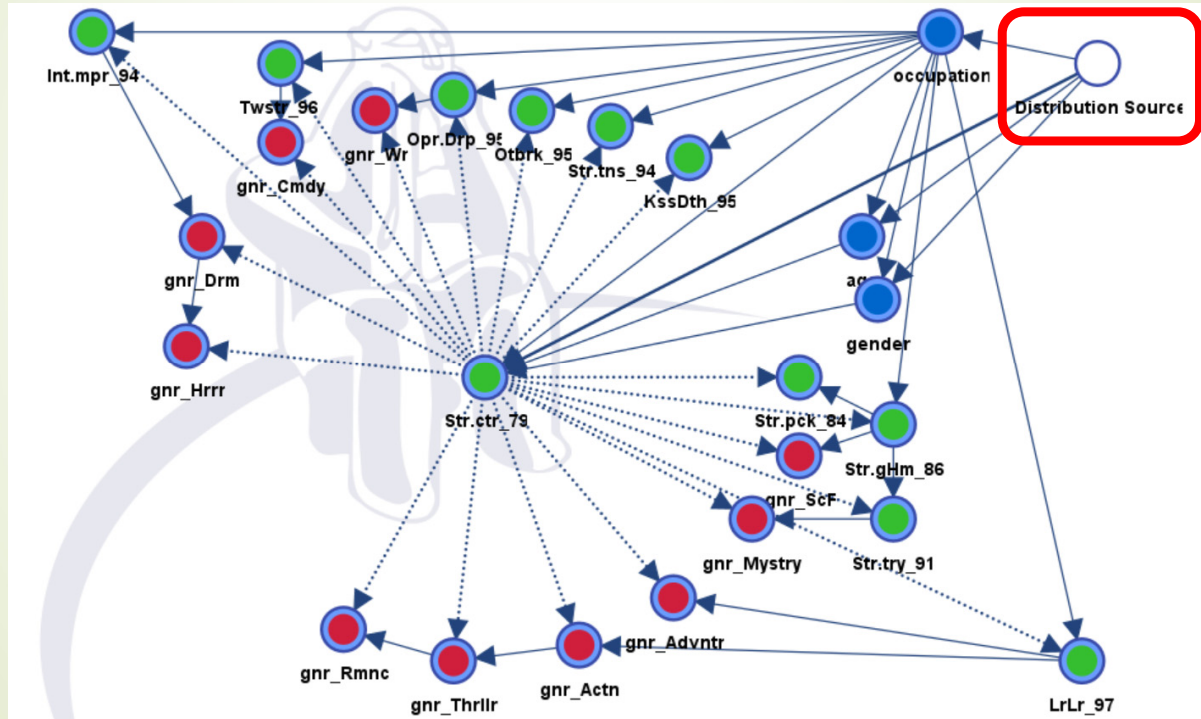 Int.mpr_94
Twstr_96
gnr_Cmdy
gnr_Wr
Opr.Drp_95
Otbrk_95
Str.tns_94
KssDth_95
occupation
Distribution Source
gnr_Drm
gnr_Hrrr
gender
Str.ctr_79
Str.pck_84
Str.gHm_86
gnr_ScF
gnr_Mystry
Str.try_91
gnr_Advntr
gnr_Rmnc
gnr_Thrllr
gnr_Actn
LrLr_97